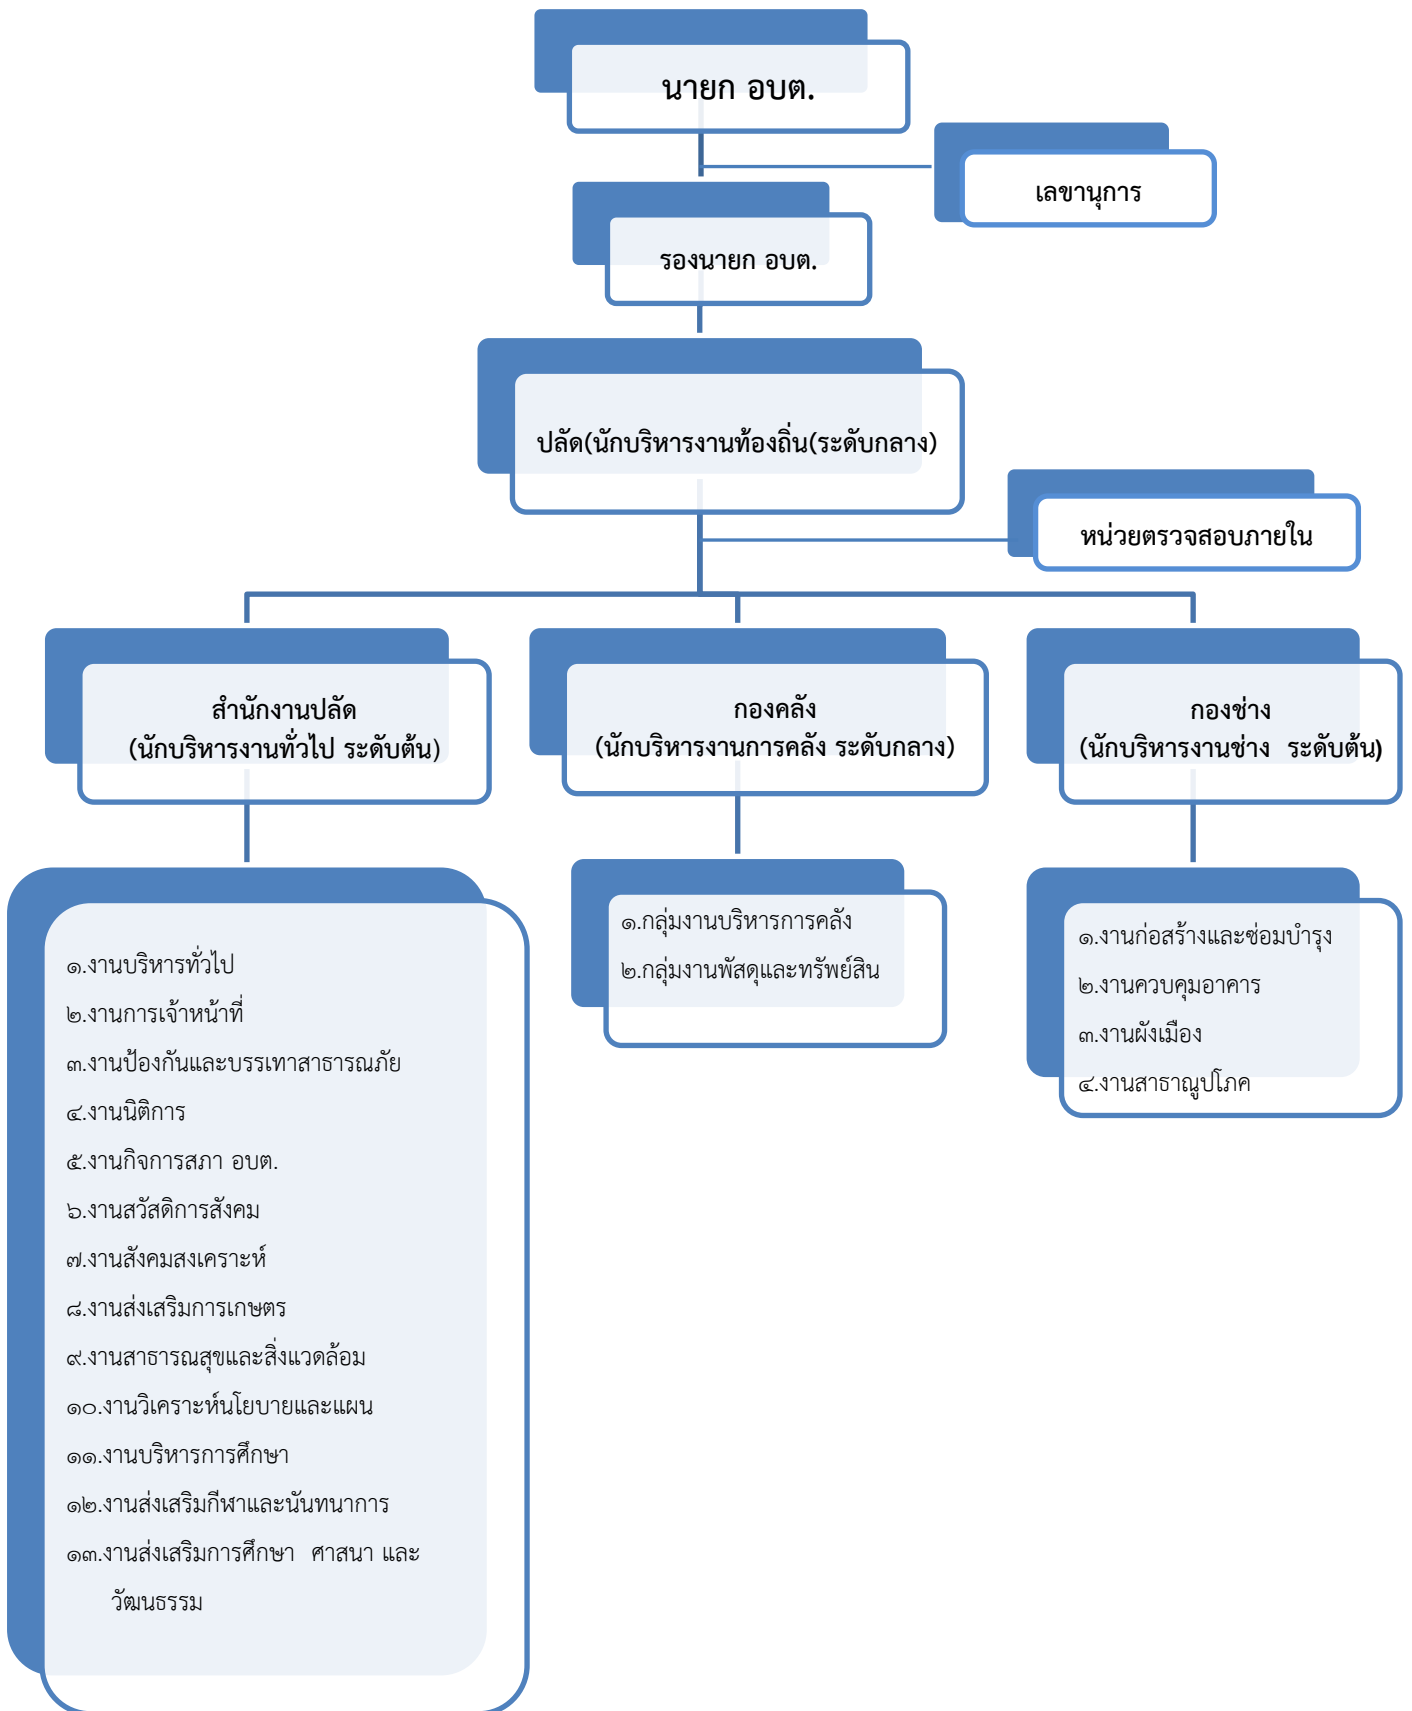 นายก อบต.
เลขานุการ
รองนายก อบต.
ปลัด(นักบริหารงานท้องถิ่น(ระดับกลาง)
หน่วยตรวจสอบภายใน
สำนักงานปลัด
(นักบริหารงานทั่วไป ระดับต้น)
กองคลัง
(นักบริหารงานการคลัง ระดับกลาง)
กองช่าง
(นักบริหารงานช่าง  ระดับต้น)
๑.งานบริหารทั่วไป
๒.งานการเจ้าหน้าที่
๓.งานป้องกันและบรรเทาสาธารณภัย
๔.งานนิติการ
๕.งานกิจการสภา อบต.
๖.งานสวัสดิการสังคม
๗.งานสังคมสงเคราะห์
๘.งานส่งเสริมการเกษตร
๙.งานสาธารณสุขและสิ่งแวดล้อม
๑๐.งานวิเคราะห์นโยบายและแผน
๑๑.งานบริหารการศึกษา
๑๒.งานส่งเสริมกีฬาและนันทนาการ
๑๓.งานส่งเสริมการศึกษา  ศาสนา และ
วัฒนธรรม
๑.กลุ่มงานบริหารการคลัง
๒.กลุ่มงานพัสดุและทรัพย์สิน
๑.งานก่อสร้างและซ่อมบำรุง
๒.งานควบคุมอาคาร
๓.งานผังเมือง
๔.งานสาธาณูปโภค